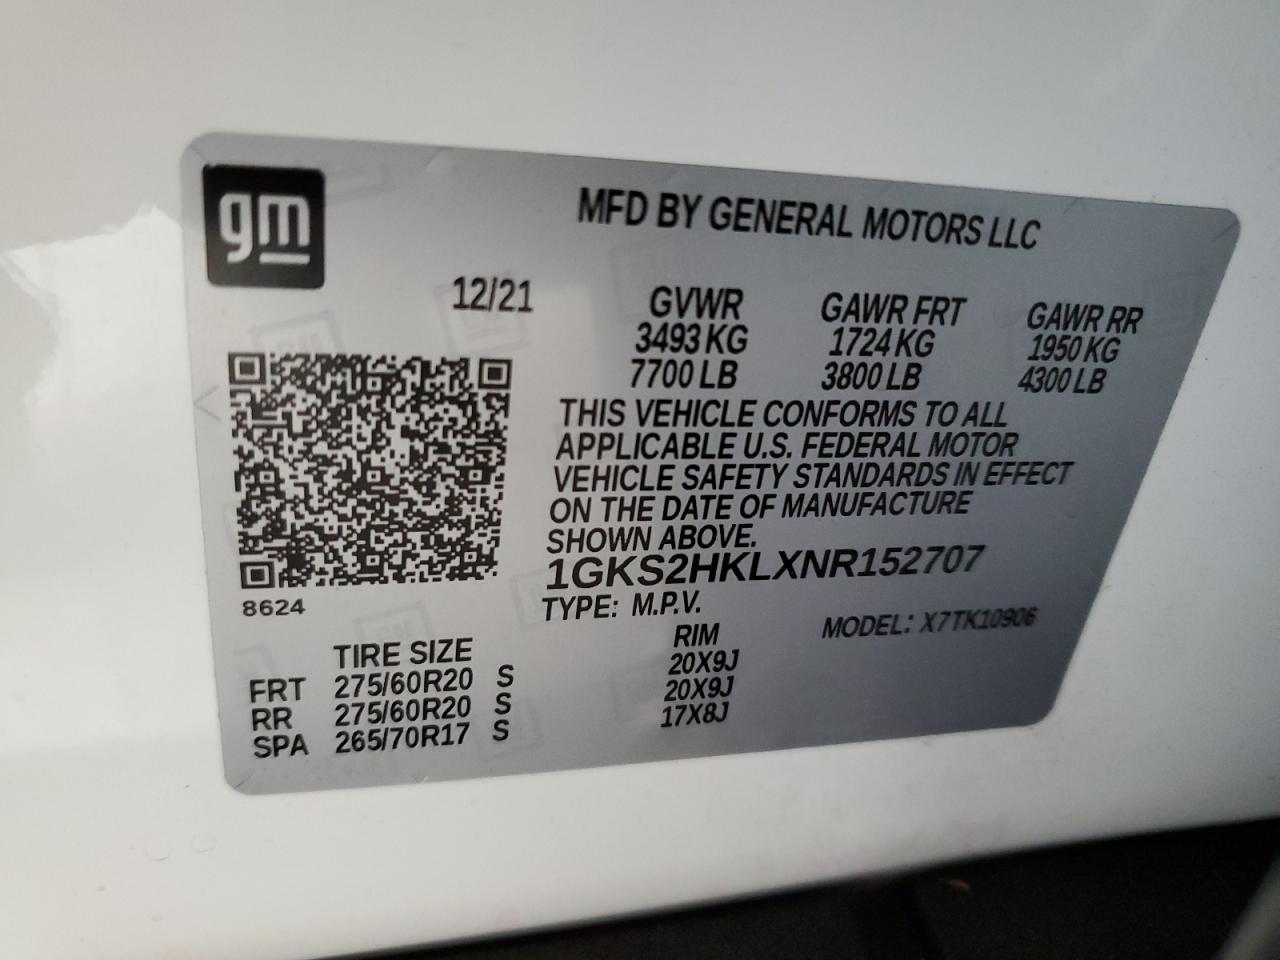 gm
MFD BY GENERAL MOTORS LLC
12/21 GVWR GAWR FRT GAWR RR
3493 KG 1724 KG 1950 KG
7700 LB 3800 LB 4300 LB
THIS VEHICLE CONFORMS TO ALL
APPLICABLE U.S. FEDERAL MOTOR
VEHICLE SAFETY STANDARDS IN EFFECT
ON THE DATE OF MANUFACTURE
SHOWN ABOVE.
1GKS2HKLXNR152707
8624
TYPE: M.P.V. MODEL: X7TK10906
TIRE SIZE RIM
FRT 275/60R20 S 20X9J
RR 275/60R20 S 20X9J
SPA 265/70R17 S 17X8J